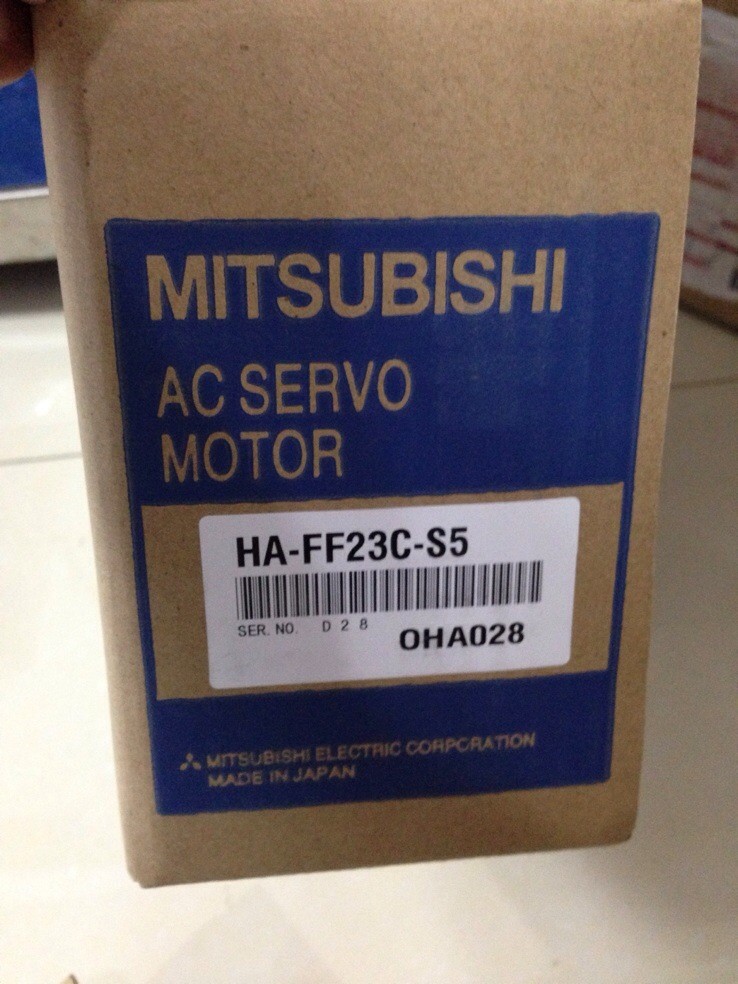 MITSUBISHI
AC SERVO
MOTOR
HA-FF23C-S5
SER. NO. D 2 8
OHA028
MITSUBISHI ELECTRIC CORPORATION
MADE IN JAPAN